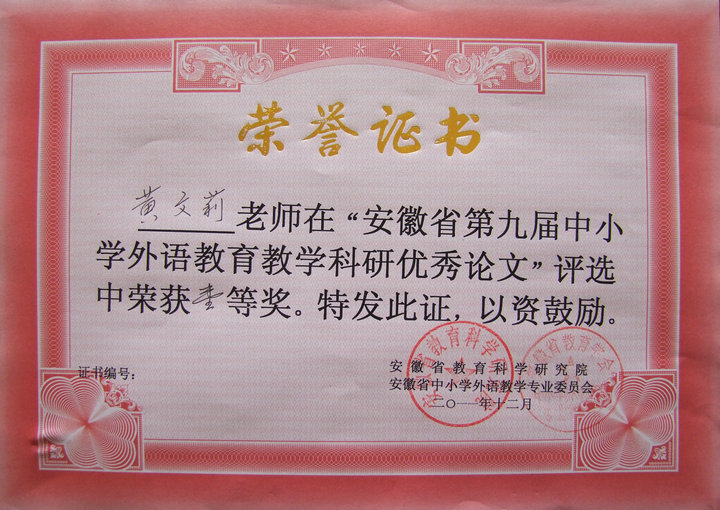 荣誉证书
黄文莉老师在“安徽省第九届中小
学外语教育教学科研优秀论文”评选
中荣获壹等奖。特发此证，以资鼓励。
证书编号：
安徽省教育科学研究院
安徽省中小学外语教学专业委员会
二〇一一年十二月